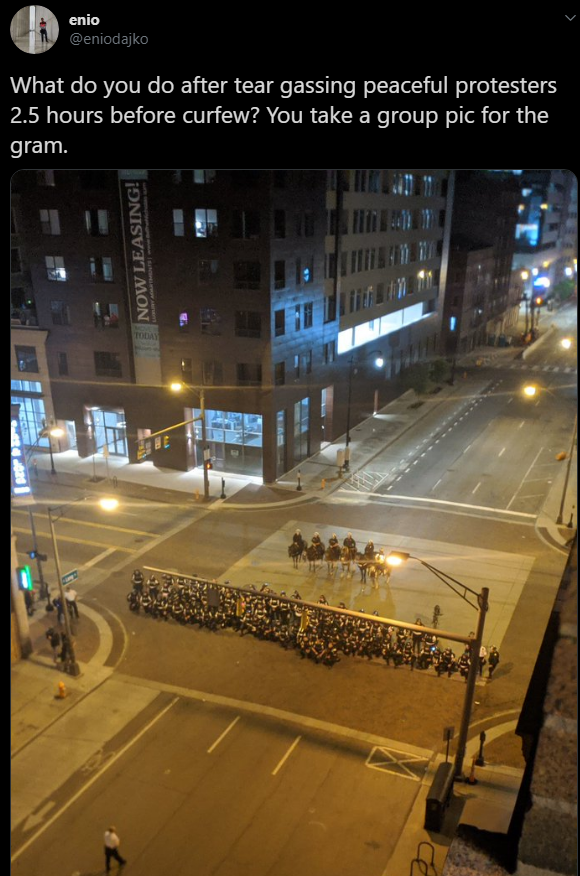 enio
@eniodajko
What do you do after tear gassing peaceful protesters
2.5 hours before curfew? You take a group pic for the
gram.
NOW LEASING!
TODAY